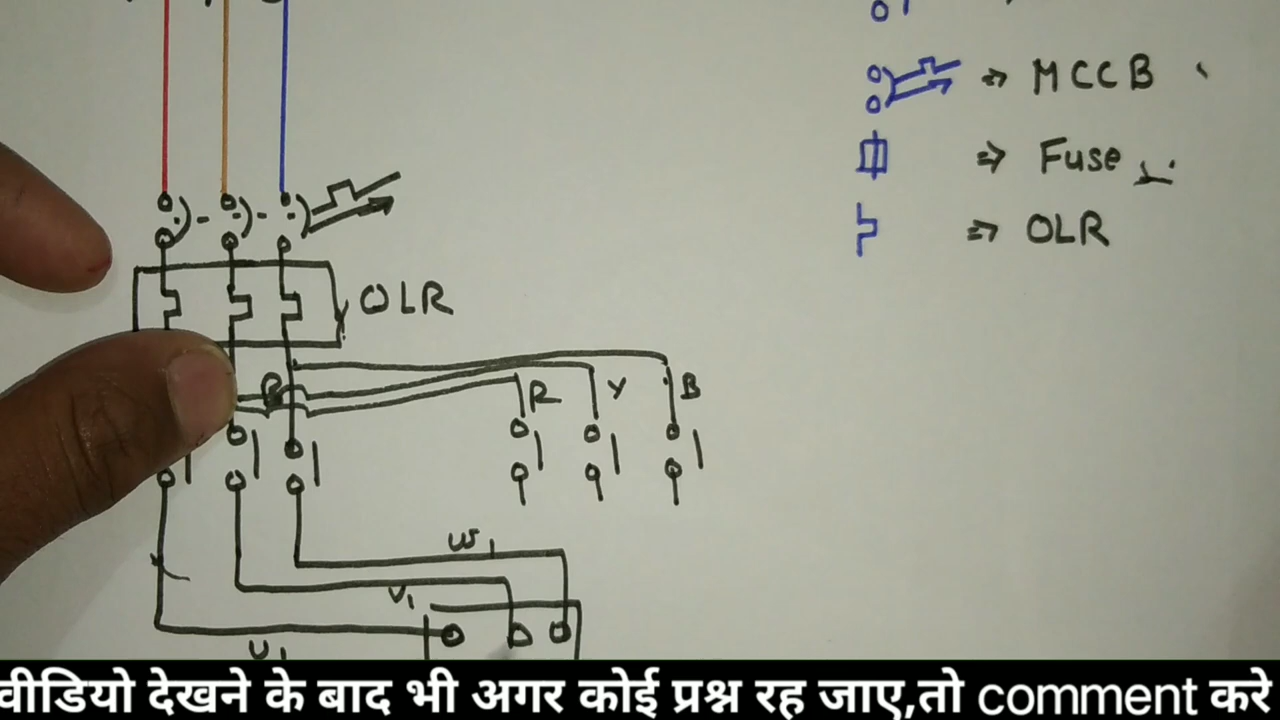 MCCB
Fuse
OLR
OLR
R Y B
W1
V1
U1
वीडियो देखने के बाद भी अगर कोई प्रश्न रह जाए,तो comment करे